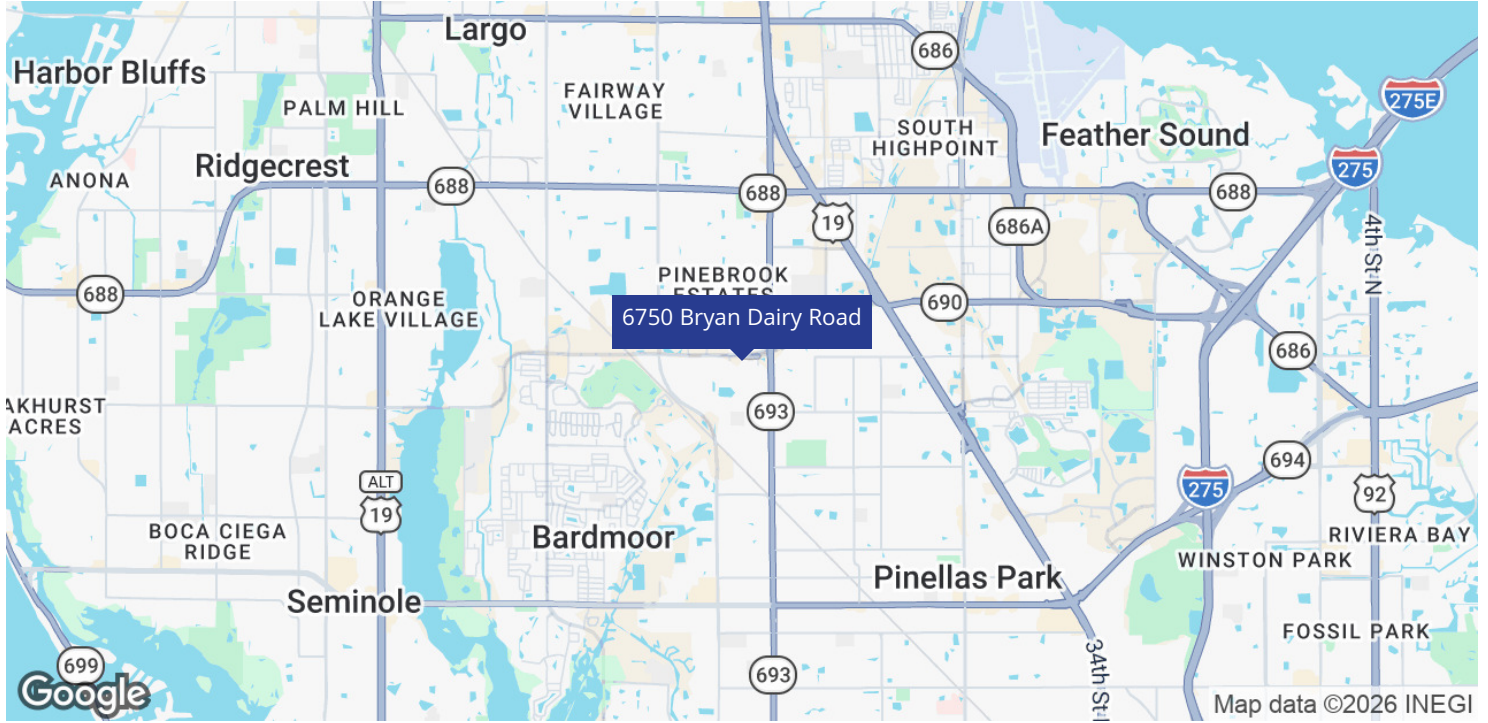 Largo
686
Harbor Bluffs
275E
FAIRWAY
VILLAGE
PALM HILL
SOUTH
HIGHPOINT
Feather Sound
Ridgecrest
275
ANONA
688
688
688
19
686A
4th St N
PINEBROOK
ESTATES
688
ORANGE
LAKE VILLAGE
690
6750 Bryan Dairy Road
686
AKHURST
ACRES
693
694
ALT
19
275
92
BOCA CIEGA
RIDGE
Bardmoor
RIVIERA BAY
WINSTON PARK
Pinellas Park
Seminole
FOSSIL PARK
699
693
34th St
Google
Map data ©2026 INEGI